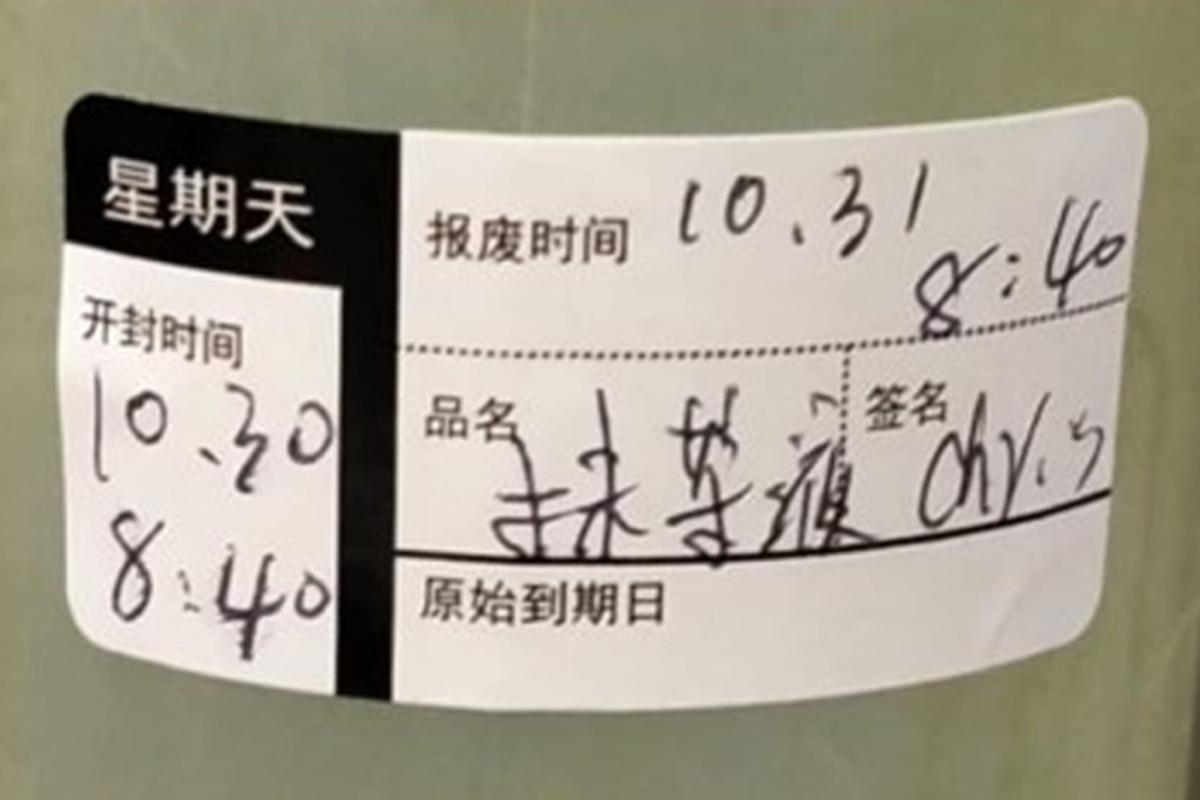 星期天
开封时间
10.30
8:40
报废时间 10.31
8:40
品名 抹茶液
签名
原始到期日